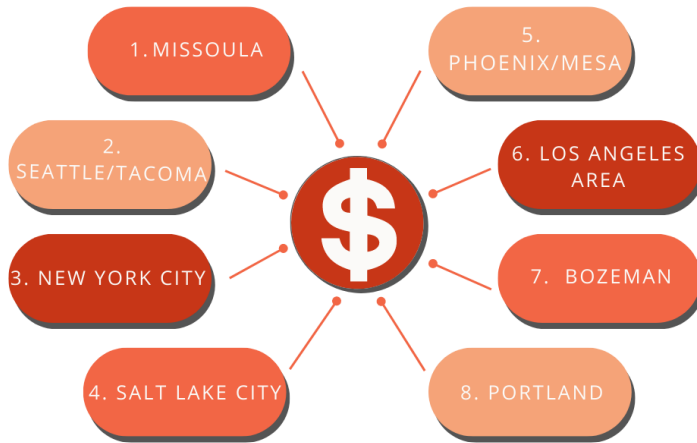 1. MISSOULA
2.
SEATTLE/TACOMA
3. NEW YORK CITY
4. SALT LAKE CITY
5.
PHOENIX/MESA
6. LOS ANGELES
AREA
7. BOZEMAN
8. PORTLAND
$